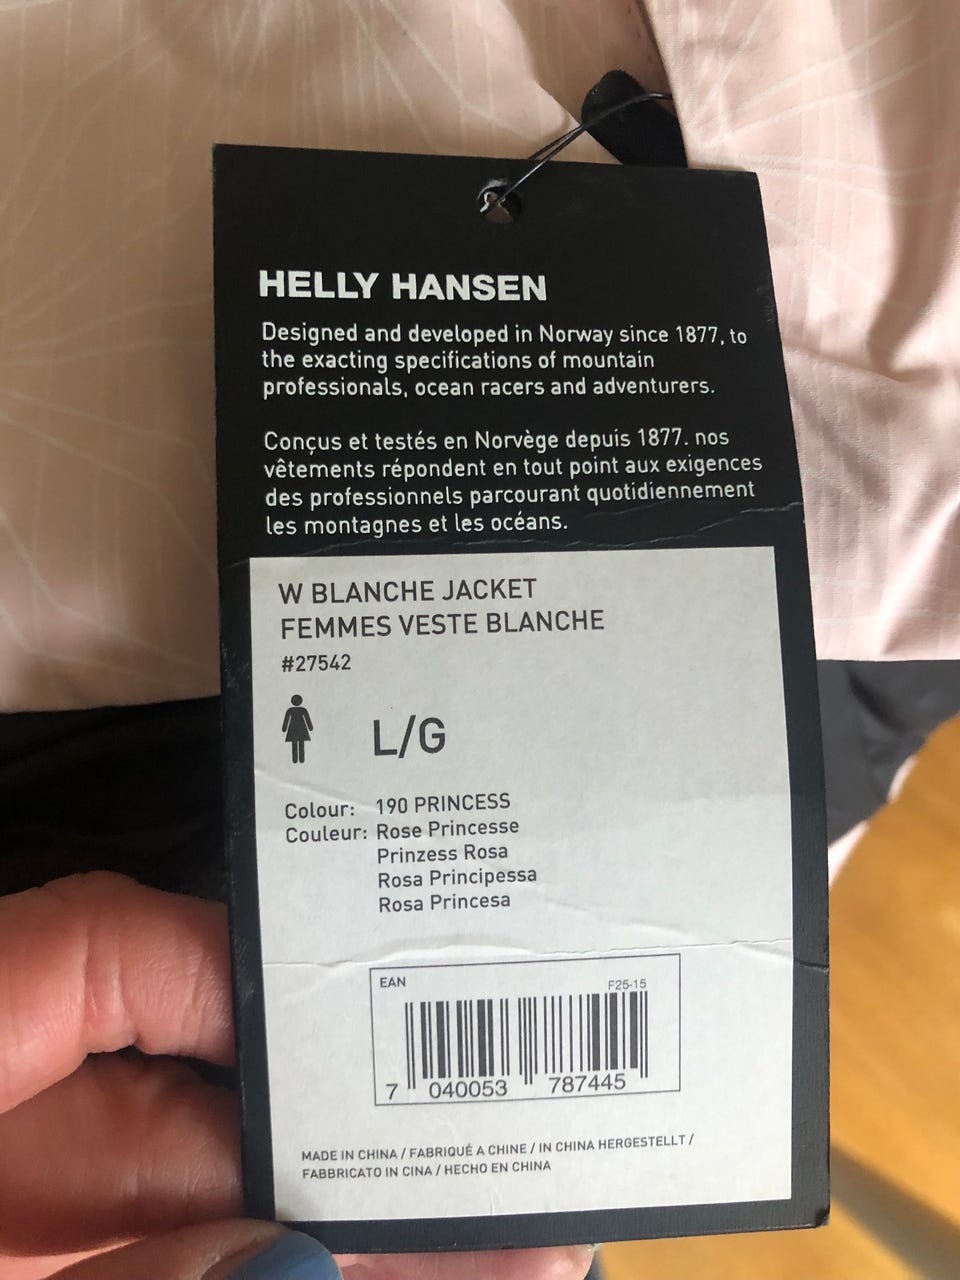 HELLY HANSEN
Designed and developed in Norway since 1877, to
the exacting specifications of mountain
professionals, ocean racers and adventurers.
Conçus et testés en Norvège depuis 1877. nos
vêtements répondent en tout point aux exigences
des professionnels parcourant quotidiennement
les montagnes et les océans.
W BLANCHE JACKET
FEMMES VESTE BLANCHE
#27542
L/G
Colour: 190 PRINCESS
Couleur: Rose Princesse
Prinzess Rosa
Rosa Principessa
Rosa Princesa
EAN F25-15
7 040053 787445
MADE IN CHINA / FABRIQUÉ A CHINE / IN CHINA HERGESTELLT /
FABBRICATO IN CINA / HECHO EN CHINA